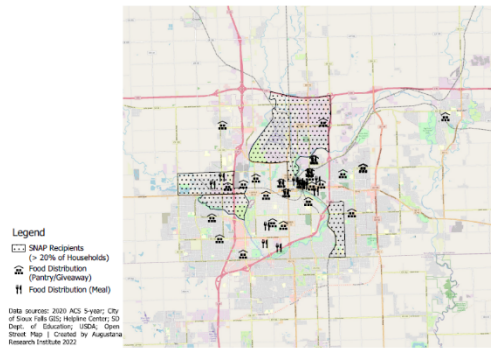 Legend
SNAP Recipients
(> 20% of Households)
Food Distribution
(Pantry/Giveaway)
Food Distribution (Meal)
Data sources: 2020 ACS 5-year; City
of Sioux Falls GIS; Helpline Center; SD
Dept. of Education; USDA; Open
Street Map | Created by Augustana
Research Institute 2022